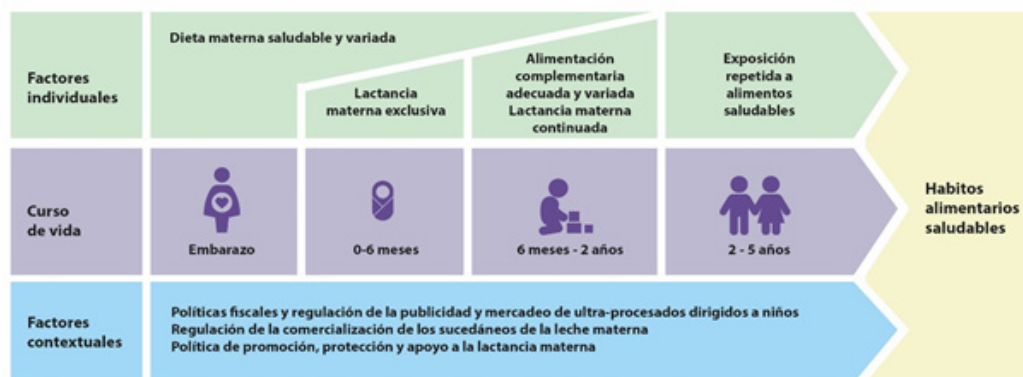 Factores
individuales
Dieta materna saludable y variada
Lactancia
materna exclusiva
Alimentación
complementaria
adecuada y variada
Lactancia materna
continuada
Exposición
repetida a
alimentos
saludables
Curso
de vida
Embarazo
0-6 meses
6 meses - 2 años
2 - 5 años
Habitos
alimentarios
saludables
Factores
contextuales
Políticas fiscales y regulación de la publicidad y mercadeo de ultra-procesados dirigidos a niños
Regulación de la comercialización de los sucedáneos de la leche materna
Política de promoción, protección y apoyo a la lactancia materna